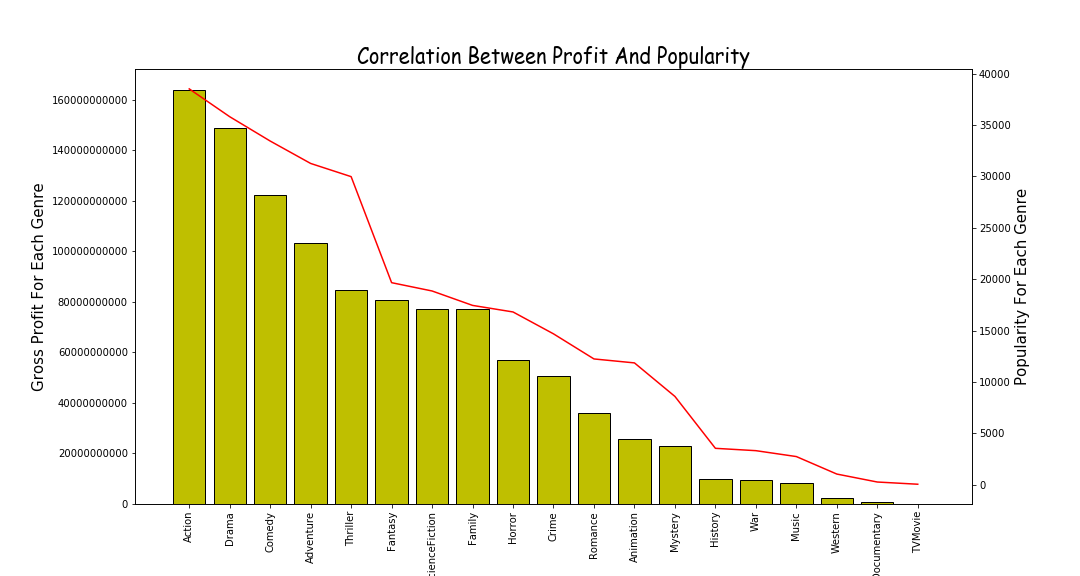 Correlation Between Profit And Popularity
Gross Profit For Each Genre
160000000000
140000000000
120000000000
100000000000
80000000000
60000000000
40000000000
20000000000
0
40000
35000
30000
25000
20000
15000
10000
5000
0
Popularity For Each Genre
Action
Drama
Comedy
Adventure
Thriller
Fantasy
cienceFiction
Family
Horror
Crime
Romance
Animation
Mystery
History
War
Music
Western
Documentary
TVMovie